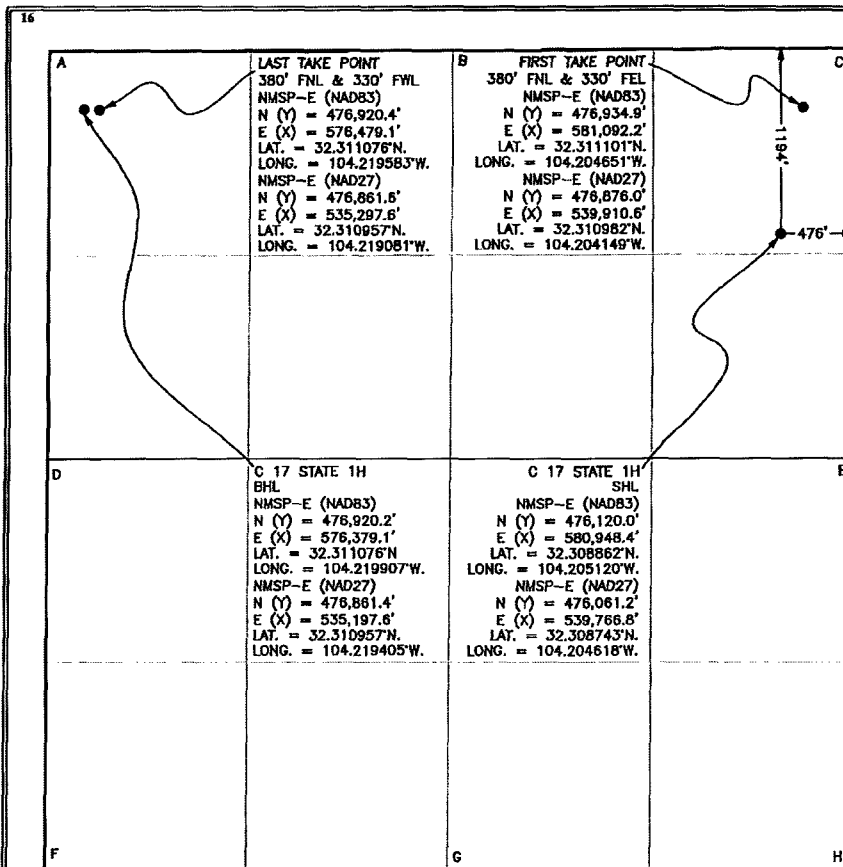 16
A
LAST TAKE POINT
380' FNL & 330' FWL
NMSP-E (NAD83)
N (Y) = 476,920.4'
E (X) = 576,479.1'
LAT. = 32.311076°N.
LONG. = 104.219583°W.
NMSP-E (NAD27)
N (Y) = 476,861.6'
E (X) = 535,297.6'
LAT. = 32.310957°N.
LONG. = 104.219081°W.
B
FIRST TAKE POINT
380' FNL & 330' FEL
NMSP-E (NAD83)
N (Y) = 476,934.9'
E (X) = 581,092.2'
LAT. = 32.311101°N.
LONG. = 104.204651°W.
NMSP-E (NAD27)
N (Y) = 476,876.0'
E (X) = 539,910.6'
LAT. = 32.310982°N.
LONG. = 104.204149°W.
C
1194'
476'
D
C 17 STATE 1H
BHL
NMSP-E (NAD83)
N (Y) = 476,920.2'
E (X) = 576,379.1'
LAT. = 32.311076°N
LONG. = 104.219907°W.
NMSP-E (NAD27)
N (Y) = 476,861.4'
E (X) = 535,197.6'
LAT. = 32.310957°N.
LONG. = 104.219405°W.
C 17 STATE 1H
SHL
NMSP-E (NAD83)
N (Y) = 476,120.0'
E (X) = 580,948.4'
LAT. = 32.308862°N.
LONG. = 104.205120°W.
NMSP-E (NAD27)
N (Y) = 476,061.2'
E (X) = 539,766.8'
LAT. = 32.308743°N.
LONG. = 104.204618°W.
E
F
G
H